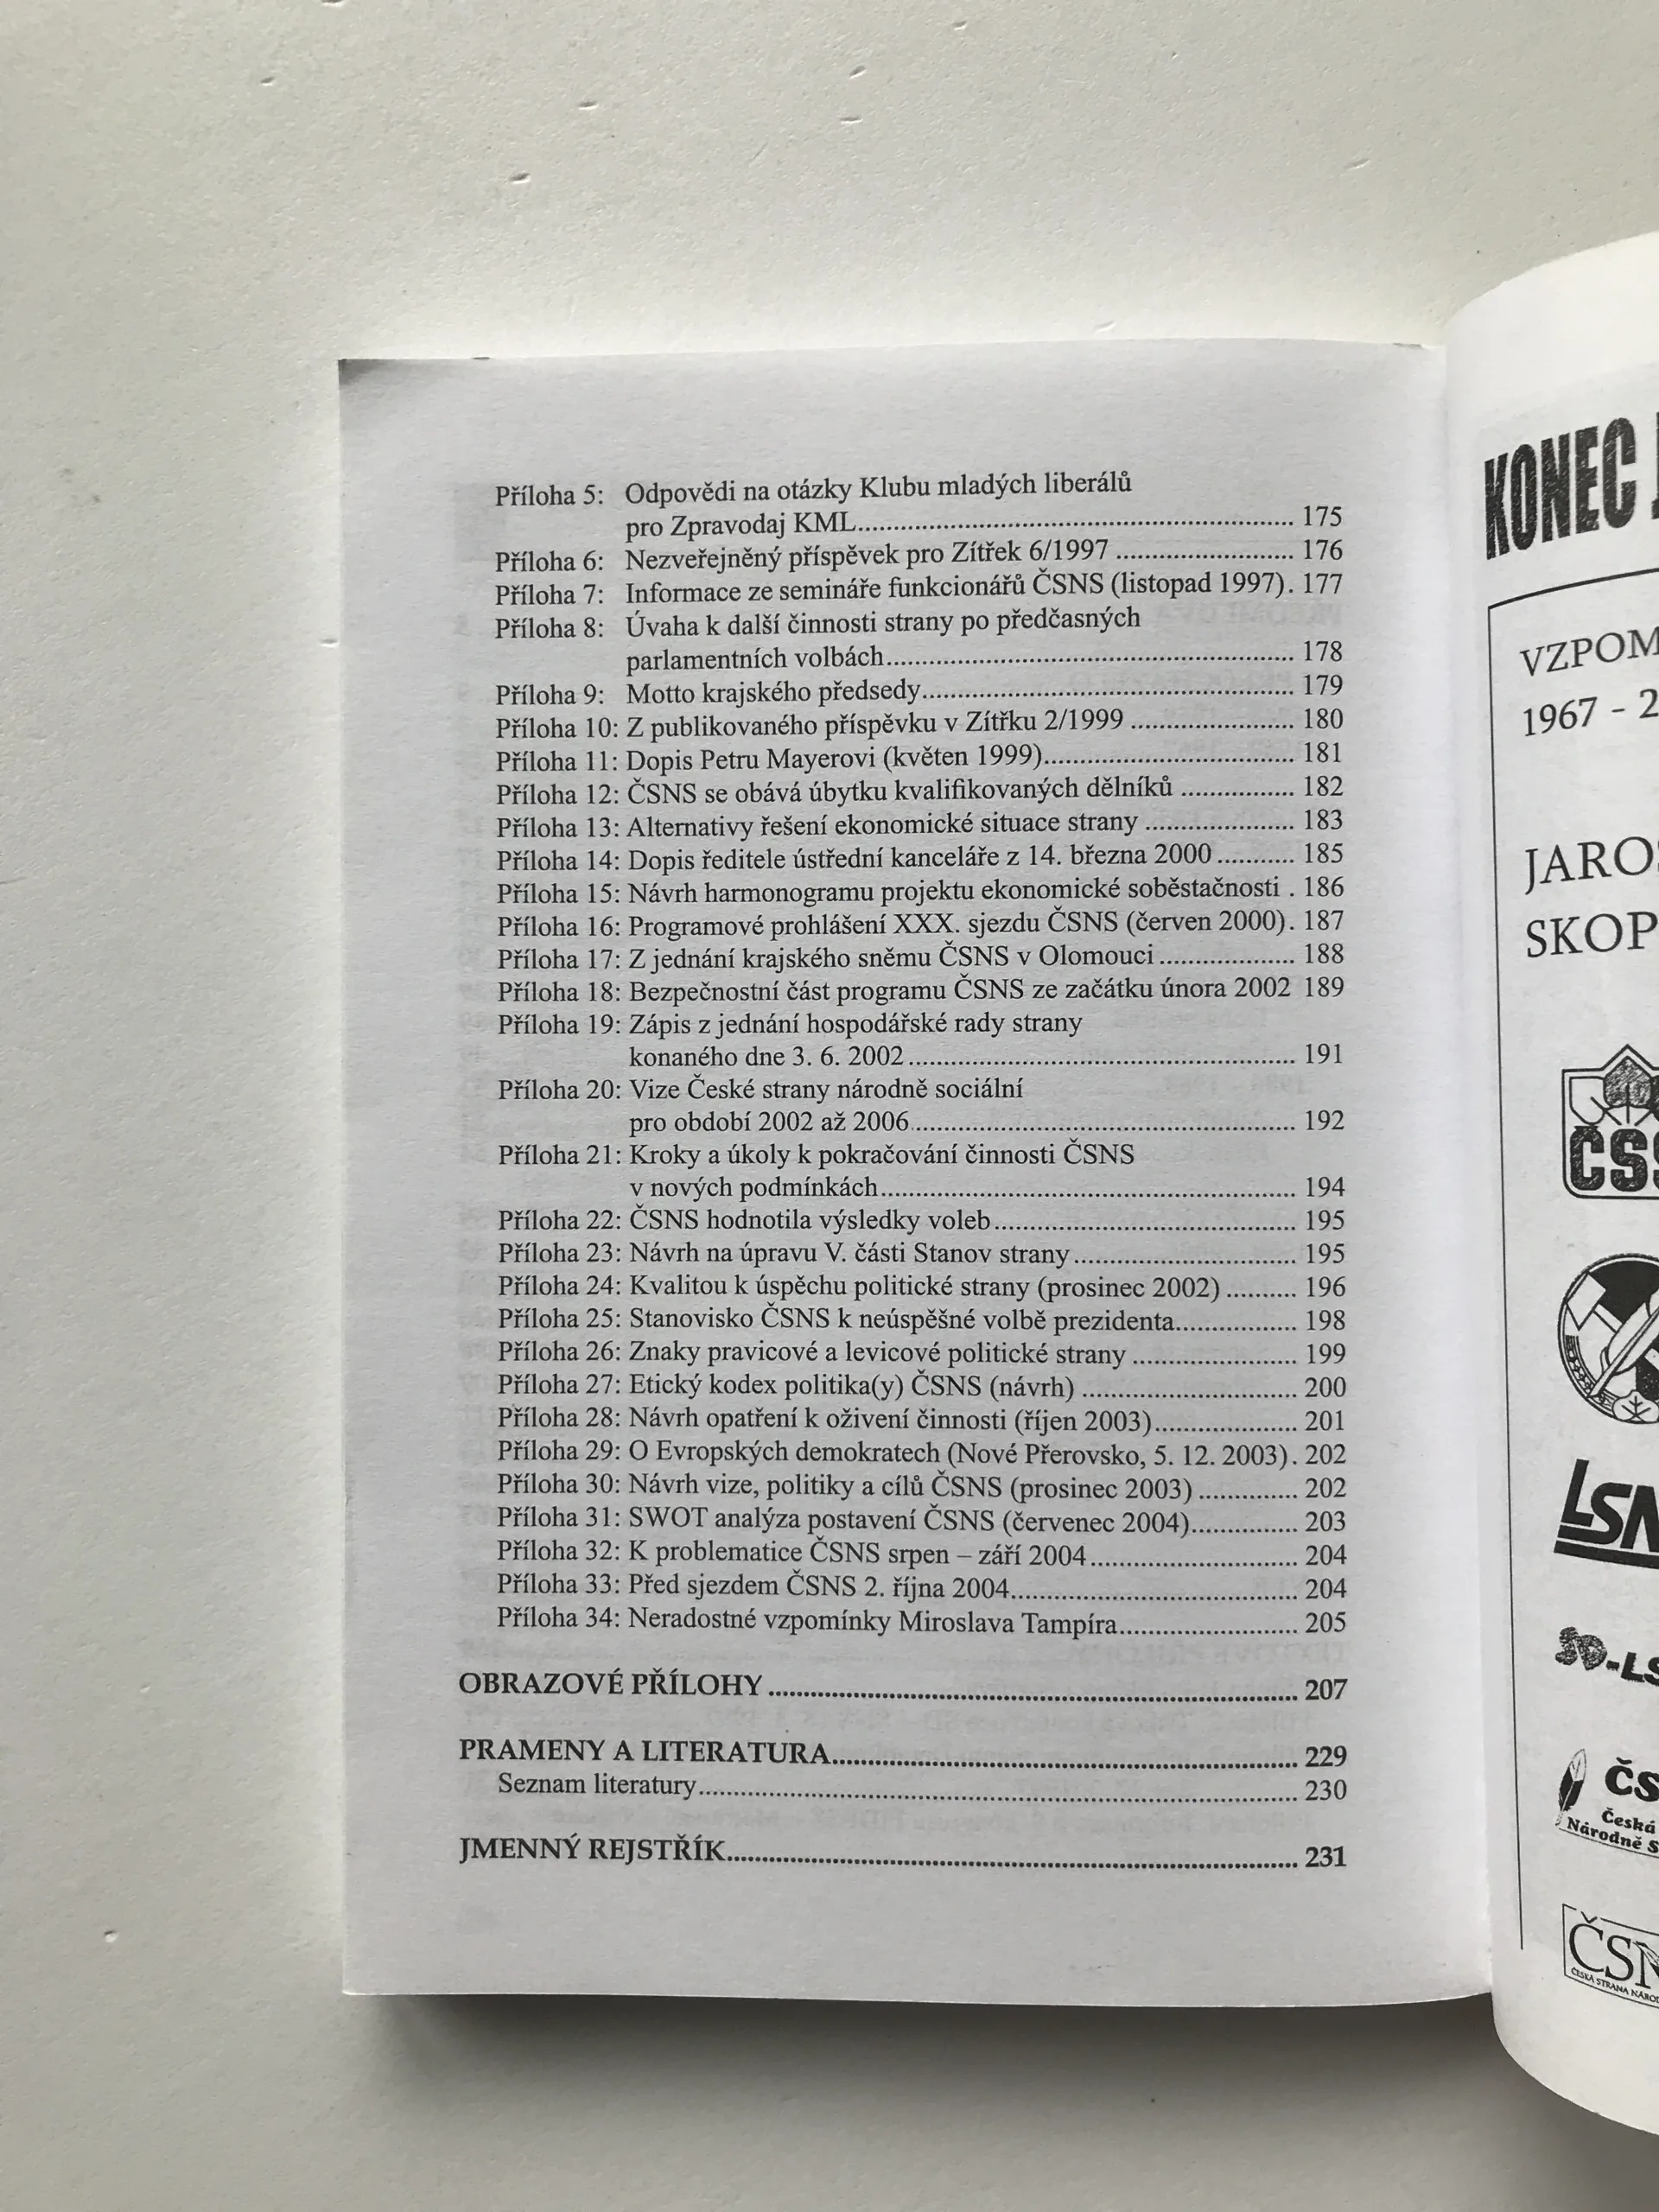 Příloha 5: Odpovědi na otázky Klubu mladých liberálů
pro Zpravodaj KML........ 175
Příloha 6: Nezveřejněný příspěvek pro Zítřek 6/1997 ........ 176
Příloha 7: Informace ze semináře funkcionářů ČSNS (listopad 1997). 177
Příloha 8: Úvaha k další činnosti strany po předčasných
parlamentních volbách........ 178
Příloha 9: Motto krajského předsedy........ 179
Příloha 10: Z publikovaného příspěvku v Zítřku 2/1999 ........ 180
Příloha 11: Dopis Petru Mayerovi (květen 1999)........ 181
Příloha 12: ČSNS se obává úbytku kvalifikovaných dělníků ........ 182
Příloha 13: Alternativy řešení ekonomické situace strany ........ 183
Příloha 14: Dopis ředitele ústřední kanceláře z 14. března 2000 ........ 185
Příloha 15: Návrh harmonogramu projektu ekonomické soběstačnosti . 186
Příloha 16: Programové prohlášení XXX. sjezdu ČSNS (červen 2000). 187
Příloha 17: Z jednání krajského sněmu ČSNS v Olomouci ........ 188
Příloha 18: Bezpečnostní část programu ČSNS ze začátku února 2002 189
Příloha 19: Zápis z jednání hospodářské rady strany
konaného dne 3. 6. 2002 ........ 191
Příloha 20: Vize České strany národně sociální
pro období 2002 až 2006........ 192
Příloha 21: Kroky a úkoly k pokračování činnosti ČSNS
v nových podmínkách........ 194
Příloha 22: ČSNS hodnotila výsledky voleb........ 195
Příloha 23: Návrh na úpravu V. části Stanov strany ........ 195
Příloha 24: Kvalitou k úspěchu politické strany (prosinec 2002) ........ 196
Příloha 25: Stanovisko ČSNS k neúspěšné volbě prezidenta........ 198
Příloha 26: Znaky pravicové a levicové politické strany ........ 199
Příloha 27: Etický kodex politika(y) ČSNS (návrh) ........ 200
Příloha 28: Návrh opatření k oživení činnosti (říjen 2003)........ 201
Příloha 29: O Evropských demokratech (Nové Přerovsko, 5. 12. 2003). 202
Příloha 30: Návrh vize, politiky a cílů ČSNS (prosinec 2003) ........ 202
Příloha 31: SWOT analýza postavení ČSNS (červenec 2004)........ 203
Příloha 32: K problematice ČSNS srpen – září 2004 ........ 204
Příloha 33: Před sjezdem ČSNS 2. října 2004........ 204
Příloha 34: Neradostné vzpomínky Miroslava Tampíra........ 205
OBRAZOVÉ PŘÍLOHY ........ 207
PRAMENY A LITERATURA........ 229
Seznam literatury........ 230
JMENNÝ REJSTŘÍK........ 231
KONEC
1967 - 2
Česká